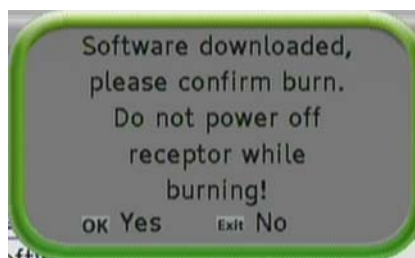 Software downloaded,
please confirm burn.
Do not power off
receptor while
burning!
OK Yes Exit No